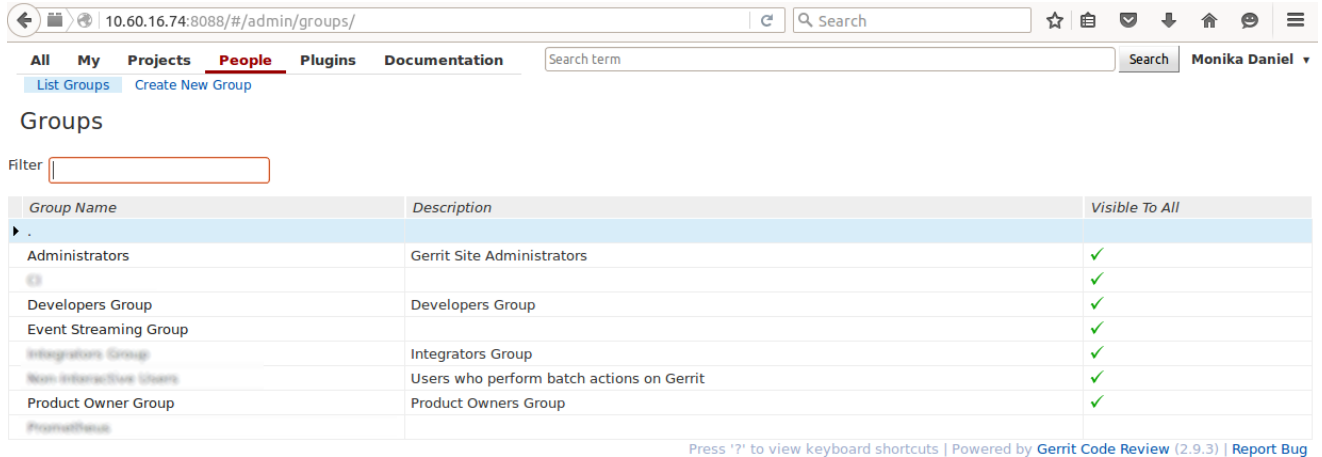 10.60.16.74:8088/#/admin/groups/ Search
All My Projects People Plugins Documentation Search term Search Monika Daniel
List Groups Create New Group
Groups
Filter
Group Name Description Visible To All
.
Administrators Gerrit Site Administrators
Developers Group Developers Group
Event Streaming Group
Integrators Group
Users who perform batch actions on Gerrit
Product Owner Group Product Owners Group
Press '?' to view keyboard shortcuts | Powered by Gerrit Code Review (2.9.3) | Report Bug